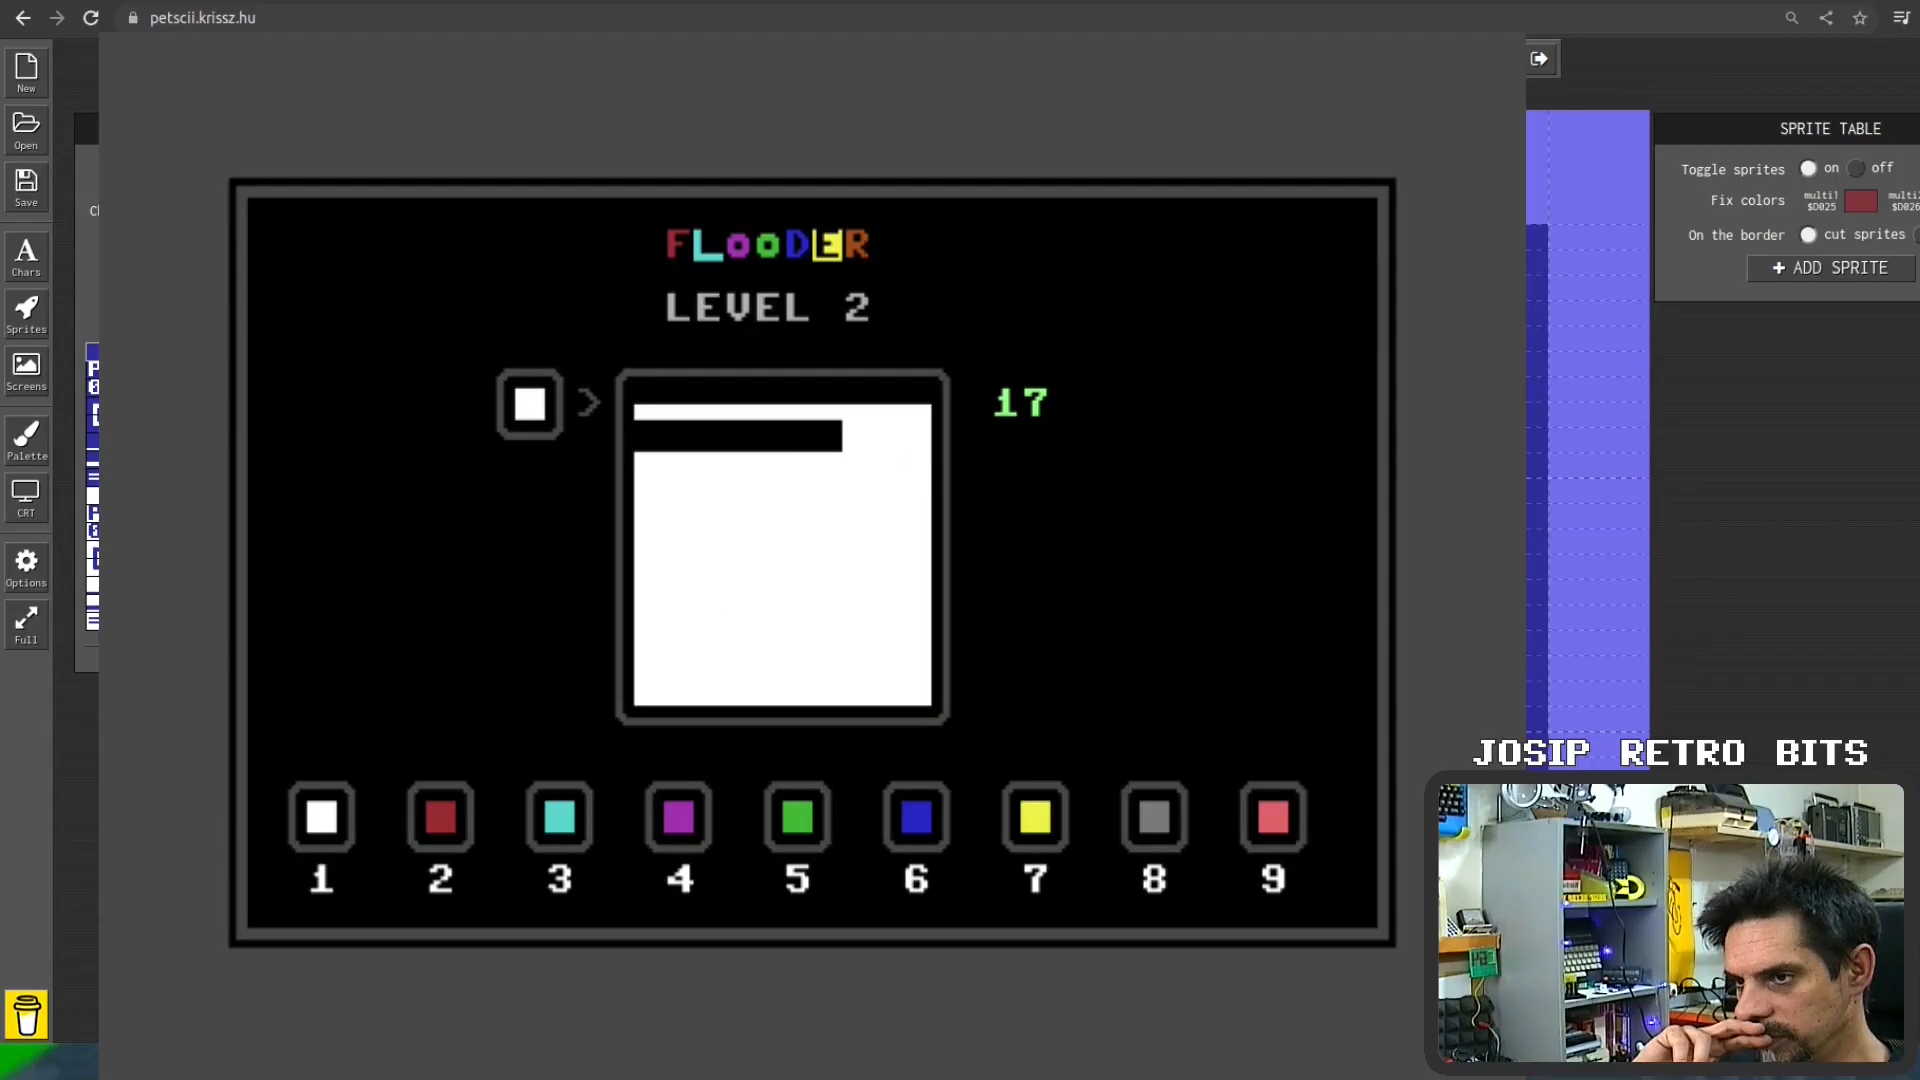 petscii.krissz.hu
New
Open
Save
Chars
Sprites
Screens
Palette
CRT
Options
Full
FLOODER
LEVEL 2
>
17
1 2 3 4 5 6 7 8 9
SPRITE TABLE
Toggle sprites on off
Fix colors multi1 $D025 $D026
On the border cut sprites
+ ADD SPRITE
JOSIP RETRO BITS